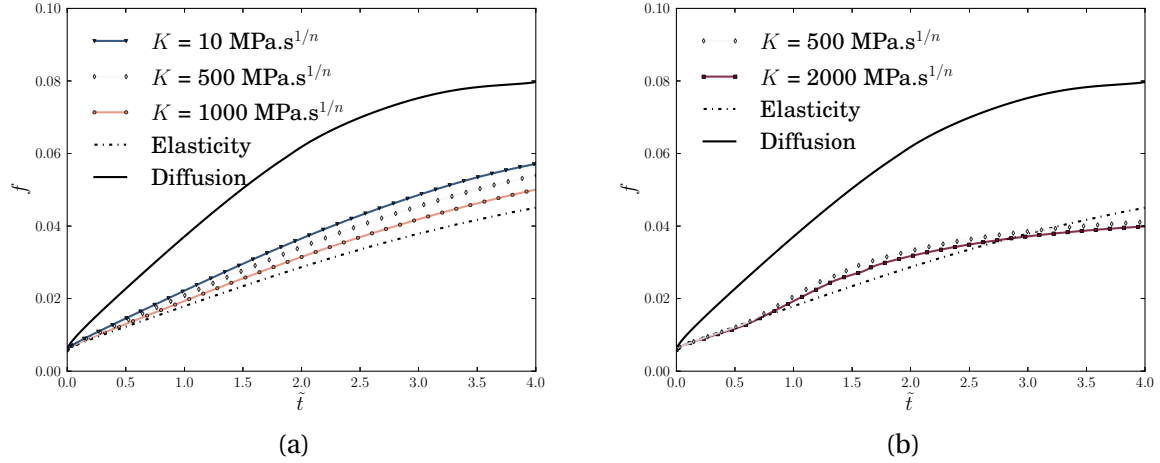 0.10
0.08
0.06
0.04
0.02
0.00
f
K = 10 MPa.s^{1/n}
K = 500 MPa.s^{1/n}
K = 1000 MPa.s^{1/n}
Elasticity
Diffusion
0.0 0.5 1.0 1.5 2.0 2.5 3.0 3.5 4.0
t̃
(a)
0.10
0.08
0.06
0.04
0.02
0.00
f
K = 500 MPa.s^{1/n}
K = 2000 MPa.s^{1/n}
Elasticity
Diffusion
0.0 0.5 1.0 1.5 2.0 2.5 3.0 3.5 4.0
t̃
(b)